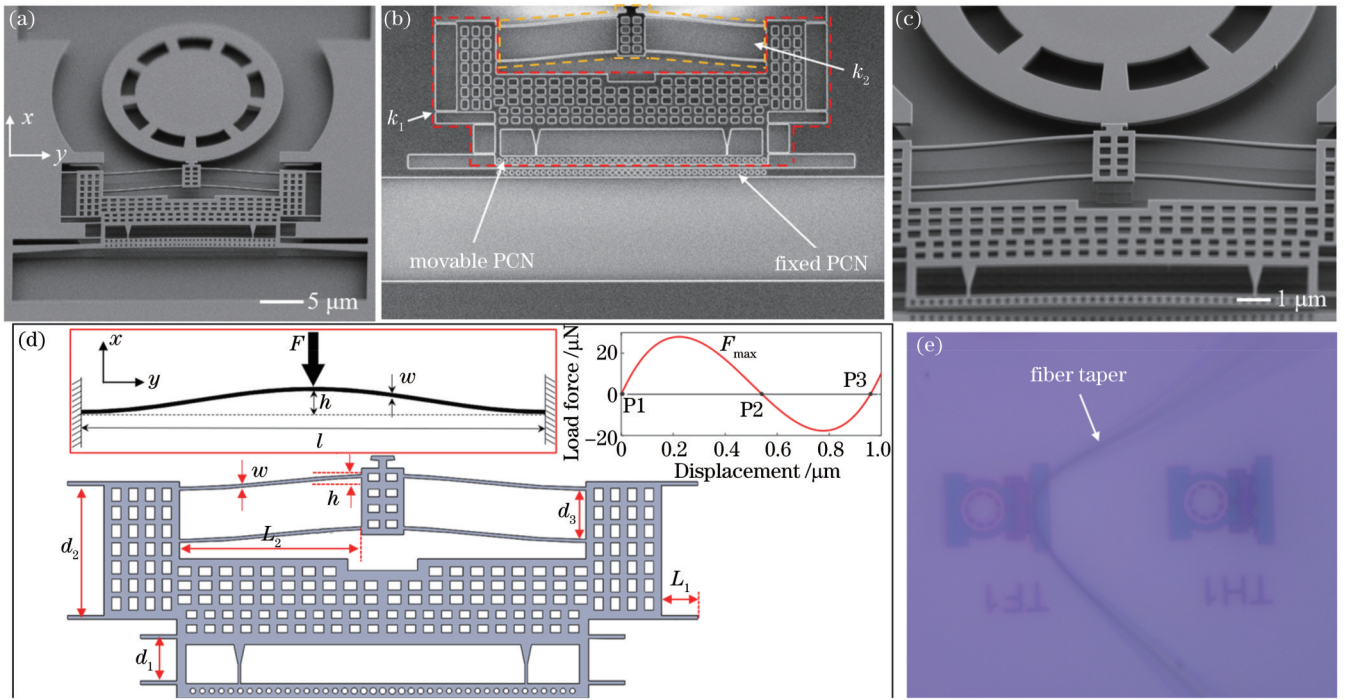 (a)
x
y
5 μm
(b)
k1
k2
movable PCN
fixed PCN
(c)
1 μm
(d)
x
y
F
w
h
l
Load force /μN
20
0
−20
Fmax
P1
P2
P3
0
0.2
0.4
0.6
0.8
1.0
Displacement /μm
w
h
d3
d2
L2
L1
d1
(e)
fiber taper
TF1
TH1